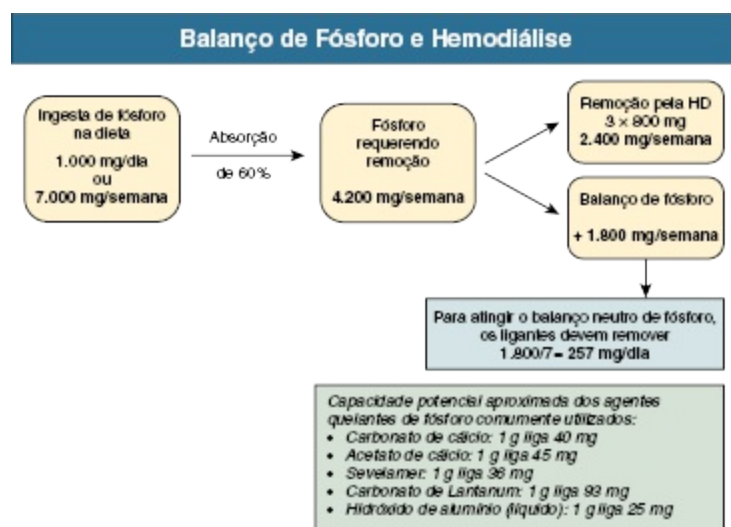 Balanço de Fósforo e Hemodiálise
Ingesta de fósforo
na dieta
1.000 mg/dia
ou
7.000 mg/semana
Absorção
de 60%
Fósforo
requerendo
remoção
4.200 mg/semana
Remoção pela HD
3 × 800 mg
2.400 mg/semana
Balanço de fósforo
+ 1.800 mg/semana
Para atingir o balanço neutro de fósforo,
os ligantes devem remover
1.800/7 = 257 mg/dia
Capacidade potencial aproximada dos agentes
quelantes de fósforo comumente utilizados:
• Carbonato de cálcio: 1 g liga 40 mg
• Acetato de cálcio: 1 g liga 45 mg
• Sevelamer: 1 g liga 36 mg
• Carbonato de Lantanum: 1 g liga 93 mg
• Hidróxido de alumínio (líquido): 1 g liga 25 mg